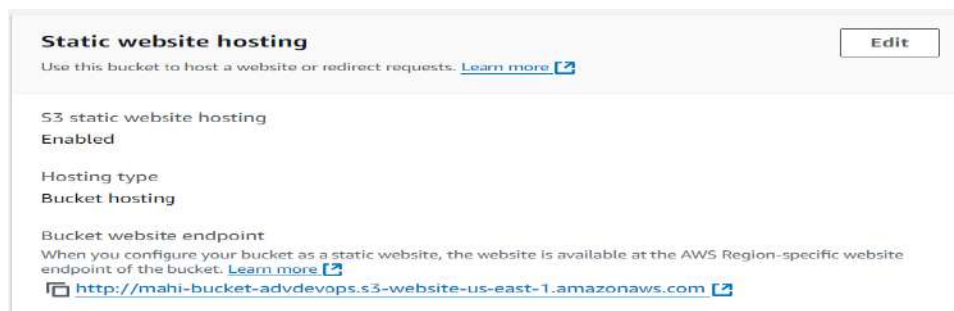 Static website hosting
Edit
Use this bucket to host a website or redirect requests. Learn more
S3 static website hosting
Enabled
Hosting type
Bucket hosting
Bucket website endpoint
When you configure your bucket as a static website, the website is available at the AWS Region-specific website
endpoint of the bucket. Learn more
http://mahi-bucket-advdevops.s3-website-us-east-1.amazonaws.com